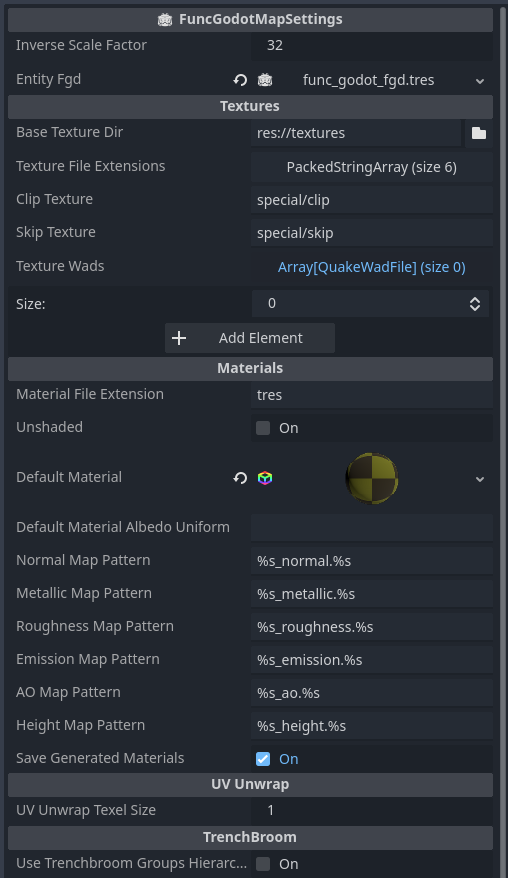 FuncGodotMapSettings
Inverse Scale Factor 32
Entity Fgd func_godot_fgd.tres
Textures
Base Texture Dir res://textures
Texture File Extensions PackedStringArray (size 6)
Clip Texture special/clip
Skip Texture special/skip
Texture Wads Array[QuakeWadFile] (size 0)
Size: 0
Add Element
Materials
Material File Extension tres
Unshaded On
Default Material
Default Material Albedo Uniform
Normal Map Pattern %s_normal.%s
Metallic Map Pattern %s_metallic.%s
Roughness Map Pattern %s_roughness.%s
Emission Map Pattern %s_emission.%s
AO Map Pattern %s_ao.%s
Height Map Pattern %s_height.%s
Save Generated Materials On
UV Unwrap
UV Unwrap Texel Size 1
TrenchBroom
Use Trenchbroom Groups Hierarc... On